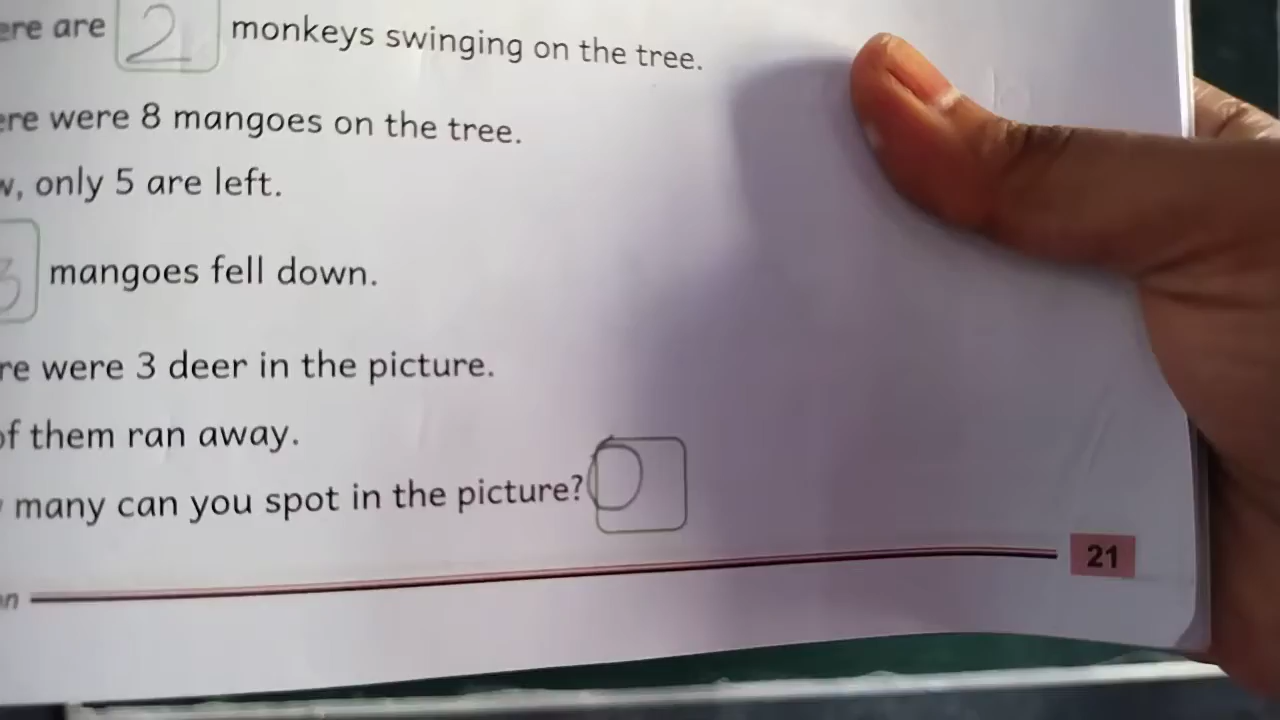 ere are 2 monkeys swinging on the tree.
ere were 8 mangoes on the tree.
w, only 5 are left.
3 mangoes fell down.
re were 3 deer in the picture.
of them ran away.
many can you spot in the picture? 0
21